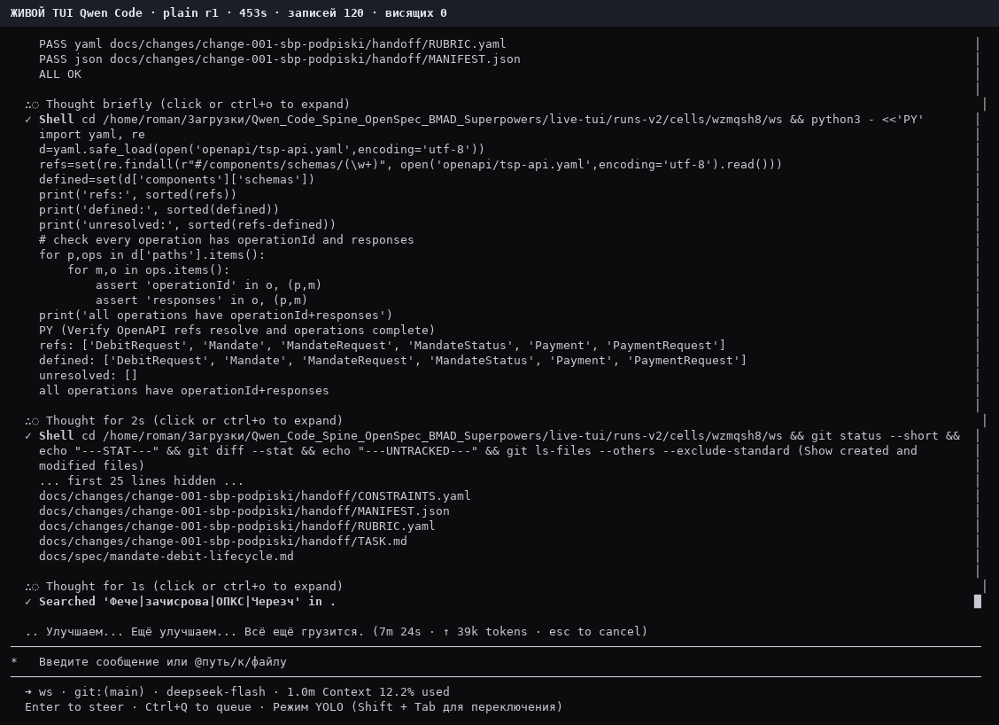 ЖИВОЙ TUI Qwen Code · plain r1 · 453s · записей 120 · висящих 0
PASS yaml docs/changes/change-001-sbp-podpiski/handoff/RUBRIC.yaml
PASS json docs/changes/change-001-sbp-podpiski/handoff/MANIFEST.json
ALL OK
∴◌ Thought briefly (click or ctrl+o to expand)
✓ Shell cd /home/roman/Загрузки/Qwen_Code_Spine_OpenSpec_BMAD_Superpowers/live-tui/runs-v2/cells/wzmqsh8/ws && python3 - <<'PY'
import yaml, re
d=yaml.safe_load(open('openapi/tsp-api.yaml',encoding='utf-8'))
refs=set(re.findall(r"#/components/schemas/(\w+)", open('openapi/tsp-api.yaml',encoding='utf-8').read()))
defined=set(d['components']['schemas'])
print('refs:', sorted(refs))
print('defined:', sorted(defined))
print('unresolved:', sorted(refs-defined))
# check every operation has operationId and responses
for p,ops in d['paths'].items():
    for m,o in ops.items():
        assert 'operationId' in o, (p,m)
        assert 'responses' in o, (p,m)
print('all operations have operationId+responses')
PY (Verify OpenAPI refs resolve and operations complete)
refs: ['DebitRequest', 'Mandate', 'MandateRequest', 'MandateStatus', 'Payment', 'PaymentRequest']
defined: ['DebitRequest', 'Mandate', 'MandateRequest', 'MandateStatus', 'Payment', 'PaymentRequest']
unresolved: []
all operations have operationId+responses
∴◌ Thought for 2s (click or ctrl+o to expand)
✓ Shell cd /home/roman/Загрузки/Qwen_Code_Spine_OpenSpec_BMAD_Superpowers/live-tui/runs-v2/cells/wzmqsh8/ws && git status --short &&
echo "---STAT---" && git diff --stat && echo "---UNTRACKED---" && git ls-files --others --exclude-standard (Show created and
modified files)
... first 25 lines hidden ...
docs/changes/change-001-sbp-podpiski/handoff/CONSTRAINTS.yaml
docs/changes/change-001-sbp-podpiski/handoff/MANIFEST.json
docs/changes/change-001-sbp-podpiski/handoff/RUBRIC.yaml
docs/changes/change-001-sbp-podpiski/handoff/TASK.md
docs/spec/mandate-debit-lifecycle.md
∴◌ Thought for 1s (click or ctrl+o to expand)
✓ Searched 'Фече|зачисрова|ОПКС|Черезч' in .
.. Улучшаем... Ещё улучшаем... Всё ещё грузится. (7m 24s · ↑ 39k tokens · esc to cancel)
* Введите сообщение или @путь/к/файлу
➜ ws · git:(main) · deepseek-flash · 1.0m Context 12.2% used
Enter to steer · Ctrl+Q to queue · Режим YOLO (Shift + Tab для переключения)